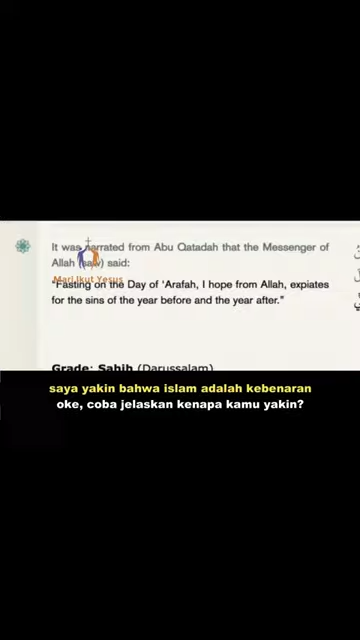 It was narrated from Abu Qatadah that the Messenger of
Allah (saw) said:
Mari Ikut Yesus
"Fasting on the Day of 'Arafah, I hope from Allah, expiates
for the sins of the year before and the year after."
Grade: Sahih (Darussalam)
saya yakin bahwa islam adalah kebenaran
oke, coba jelaskan kenapa kamu yakin?